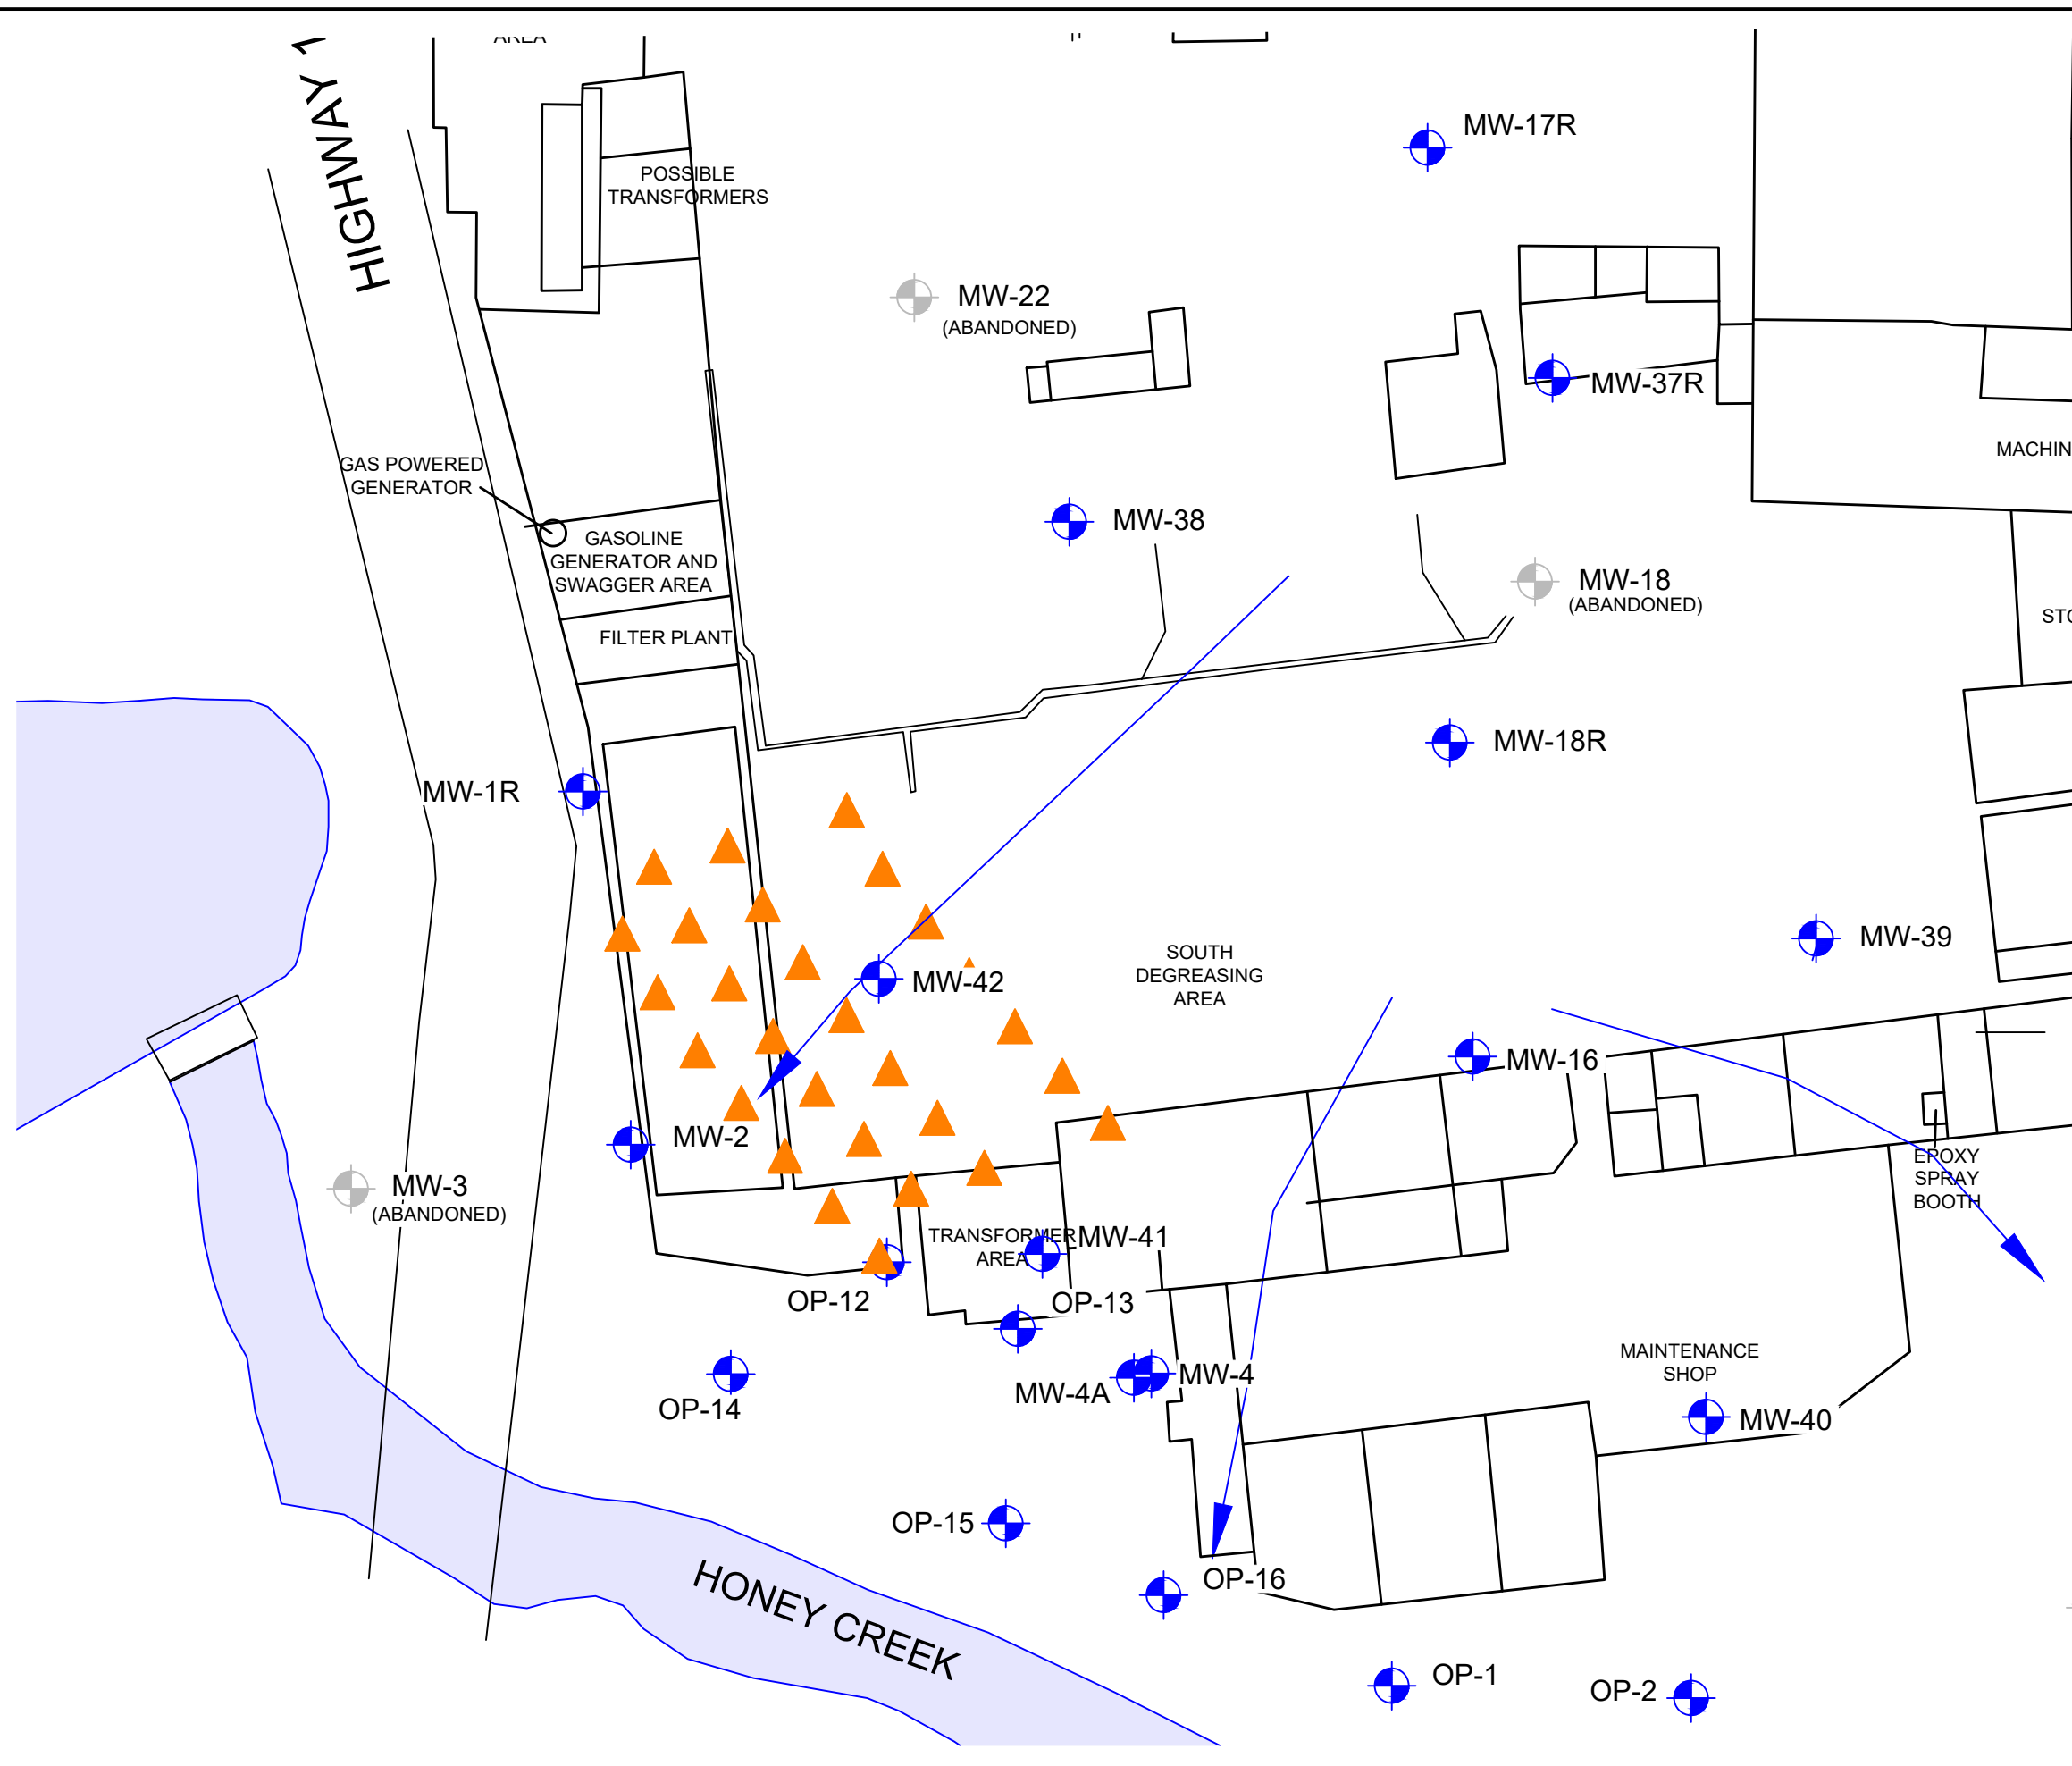 AREA
HIGHWAY 1
MW-17R
POSSIBLE
TRANSFORMERS
MW-22
(ABANDONED)
MW-37R
MACHIN
GAS POWERED
GENERATOR
MW-38
GASOLINE
GENERATOR AND
SWAGGER AREA
MW-18
(ABANDONED)
STO
FILTER PLANT
MW-18R
MW-1R
MW-39
SOUTH
DEGREASING
AREA
MW-42
MW-16
MW-2
EPOXY
SPRAY
BOOTH
MW-3
(ABANDONED)
TRANSFORMER
AREA
MW-41
OP-12
OP-13
MAINTENANCE
SHOP
MW-4
MW-4A
OP-14
MW-40
OP-15
OP-16
HONEY CREEK
OP-1
OP-2